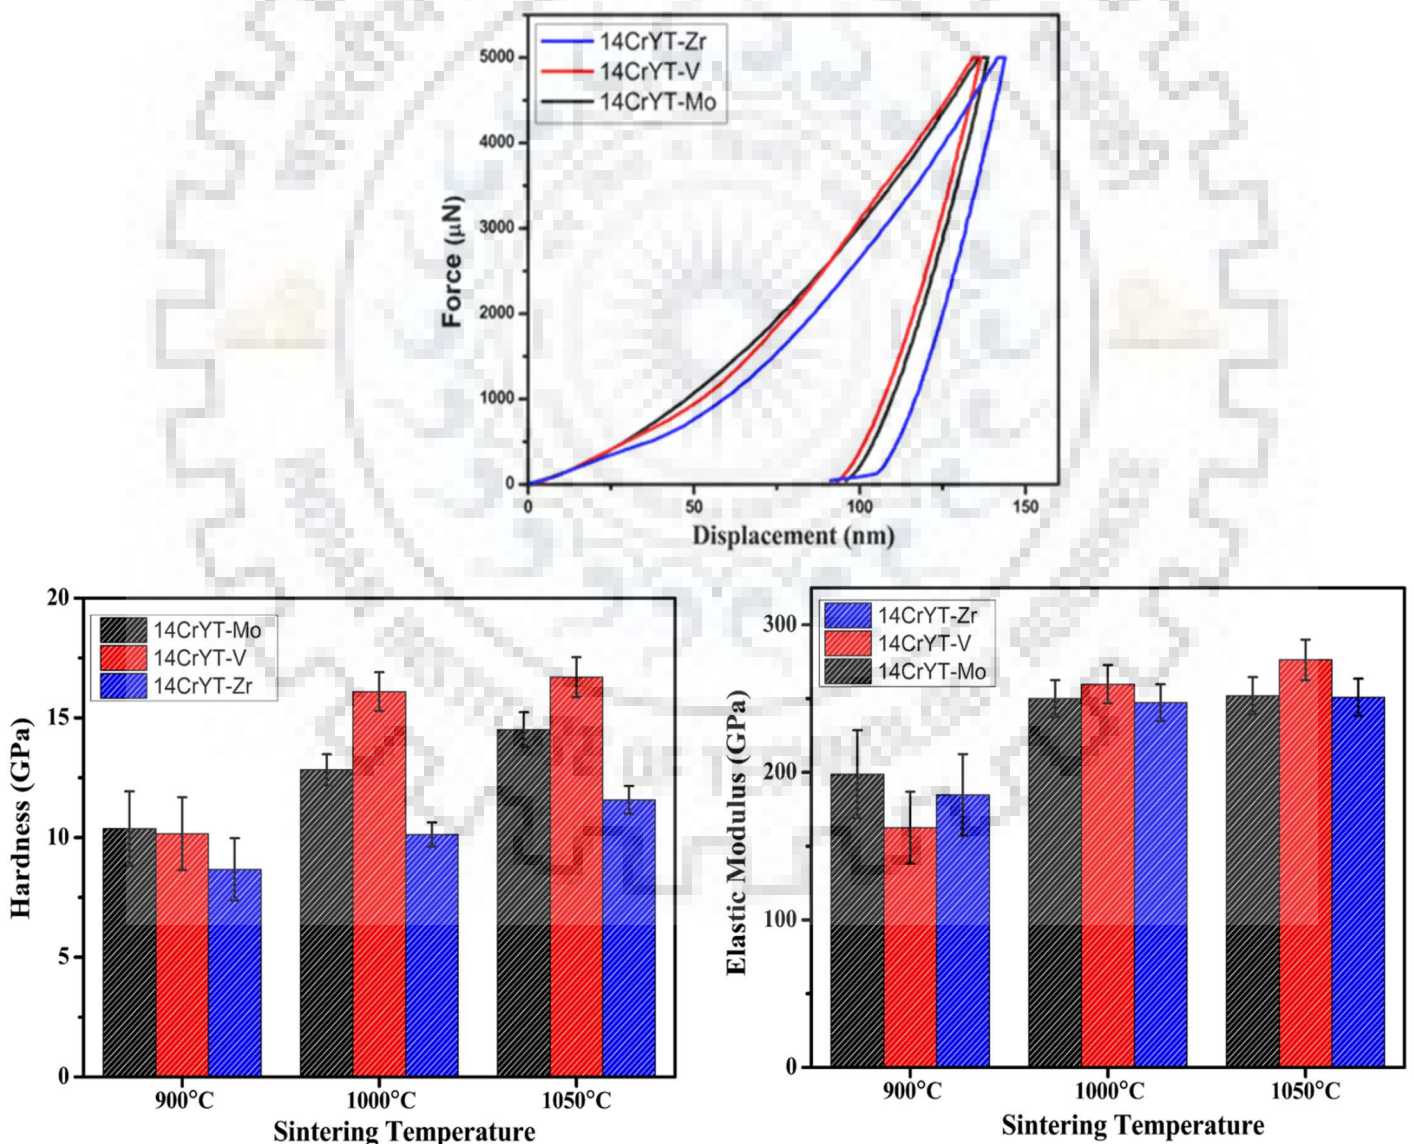 14CrYT-Zr
14CrYT-V
14CrYT-Mo
5000
4000
3000
2000
1000
0
Force (μN)
0 50 100 150
Displacement (nm)
20
15
10
5
0
Hardness (GPa)
14CrYT-Mo
14CrYT-V
14CrYT-Zr
900°C 1000°C 1050°C
Sintering Temperature
300
200
100
0
Elastic Modulus (GPa)
14CrYT-Zr
14CrYT-V
14CrYT-Mo
900°C 1000°C 1050°C
Sintering Temperature